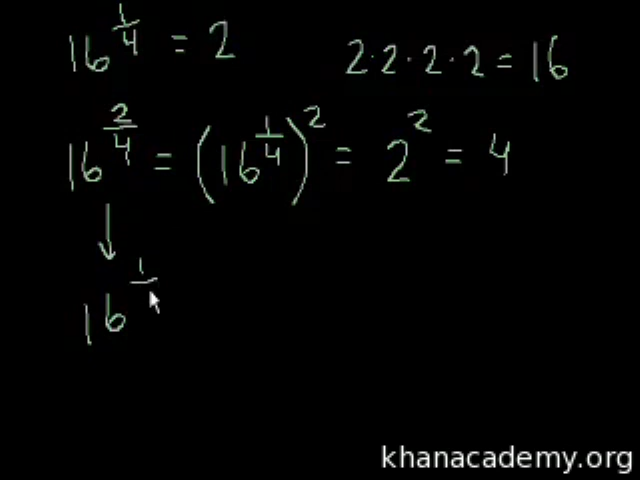 16^{1/4} = 2    2·2·2·2 = 16
16^{2/4} = (16^{1/4})^2 = 2^2 = 4
↓
16^{1/}
khanacademy.org